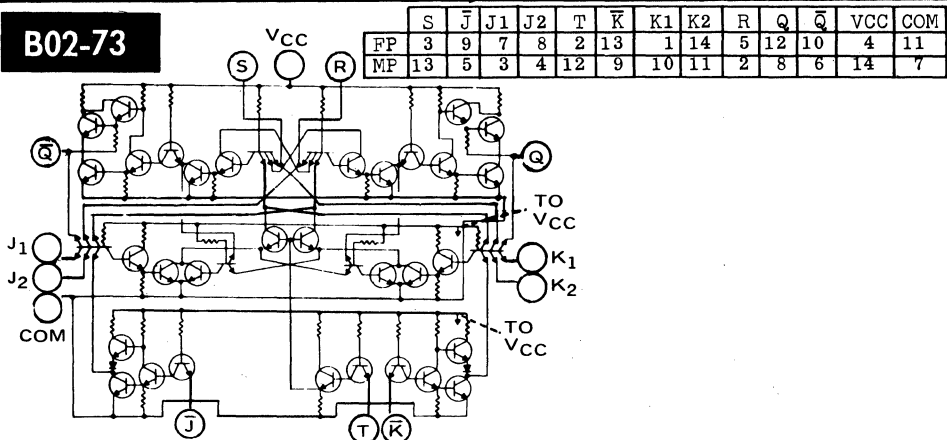 B02-73
S J̅ J1 J2 T K̅ K1 K2 R Q Q̅ VCC COM
FP 3 9 7 8 2 13 1 14 5 12 10 4 11
MP 13 5 3 4 12 9 10 11 2 8 6 14 7
VCC
S R
Q̅ Q
TO
VCC
J1 K1
J2 K2
COM
TO
VCC
J̅ T K̅